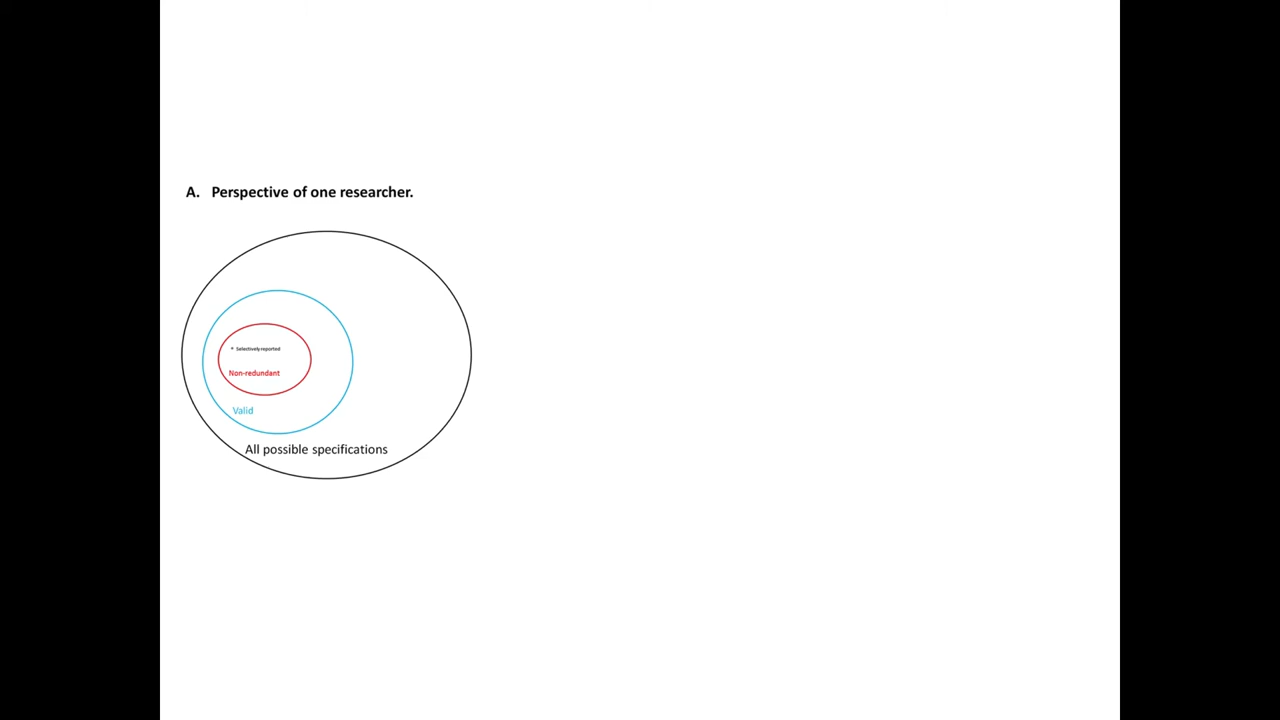 A. Perspective of one researcher.
* Selectively reported
Non-redundant
Valid
All possible specifications